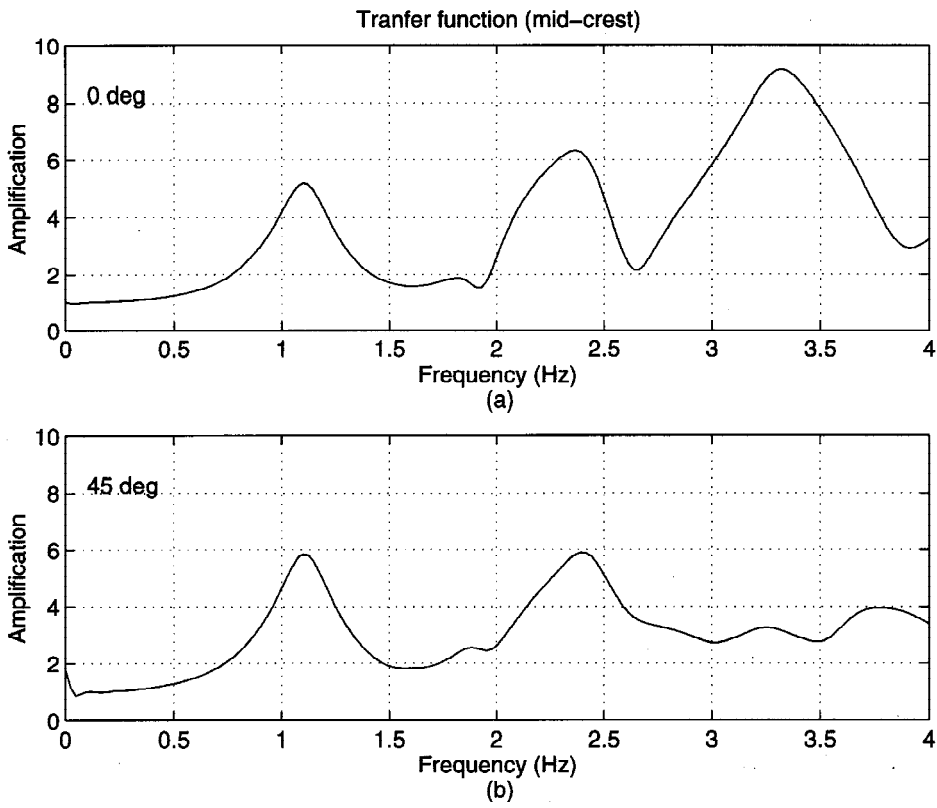 Tranfer function (mid-crest)
10
8
6
4
2
0
Amplification
0 deg
0 0.5 1 1.5 2 2.5 3 3.5 4
Frequency (Hz)
(a)
10
8
6
4
2
0
Amplification
45 deg
0 0.5 1 1.5 2 2.5 3 3.5 4
Frequency (Hz)
(b)